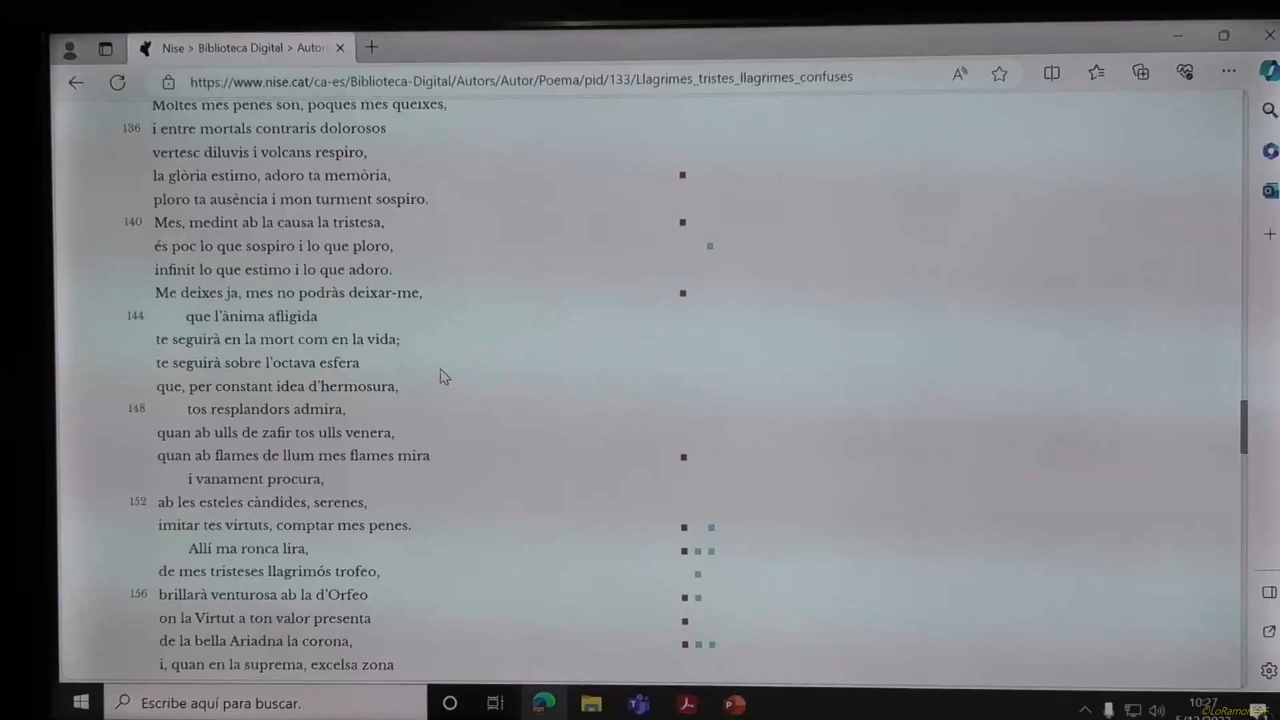 Nise > Biblioteca Digital > Autor
https://www.nise.cat/ca-es/Biblioteca-Digital/Autors/Autor/Poema/pid/133/Llagrimes_tristes_llagrimes_confuses
Moltes mes penes son, poques mes queixes,
136 i entre mortals contraris dolorosos
vertesc diluvis i volcans respiro,
la glòria estimo, adoro ta memòria,
ploro ta ausència i mon turment sospiro.
140 Mes, medint ab la causa la tristesa,
és poc lo que sospiro i lo que ploro,
infinit lo que estimo i lo que adoro.
Me deixes ja, mes no podràs deixar-me,
144 que l'ànima afligida
te seguirà en la mort com en la vida;
te seguirà sobre l'octava esfera
que, per constant idea d'hermosura,
148 tos resplandors admira,
quan ab ulls de zafir tos ulls venera,
quan ab flames de llum mes flames mira
i vanament procura,
152 ab les esteles càndides, serenes,
imitar tes virtuts, comptar mes penes.
Allí ma ronca lira,
de mes tristeses llagrimós trofeo,
156 brillarà venturosa ab la d'Orfeo
on la Virtut a ton valor presenta
de la bella Ariadna la corona,
i, quan en la suprema, excelsa zona
Escribe aquí para buscar.
10:27